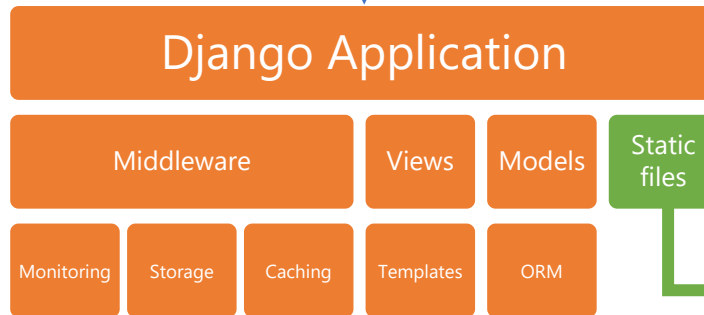 Django Application
Middleware
Views
Models
Static
files
Monitoring
Storage
Caching
Templates
ORM